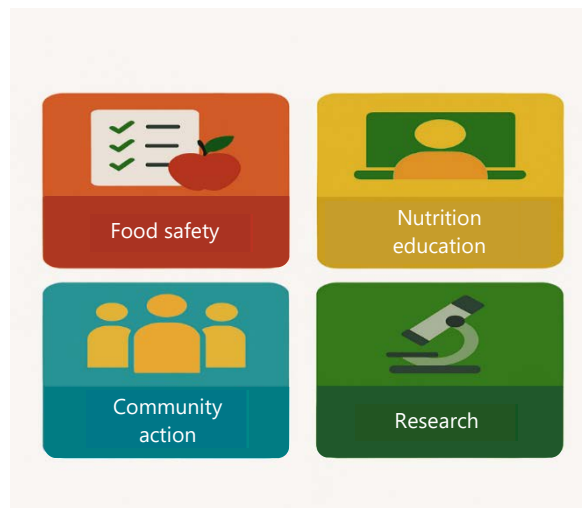 Food safety
Nutrition
education
Community
action
Research